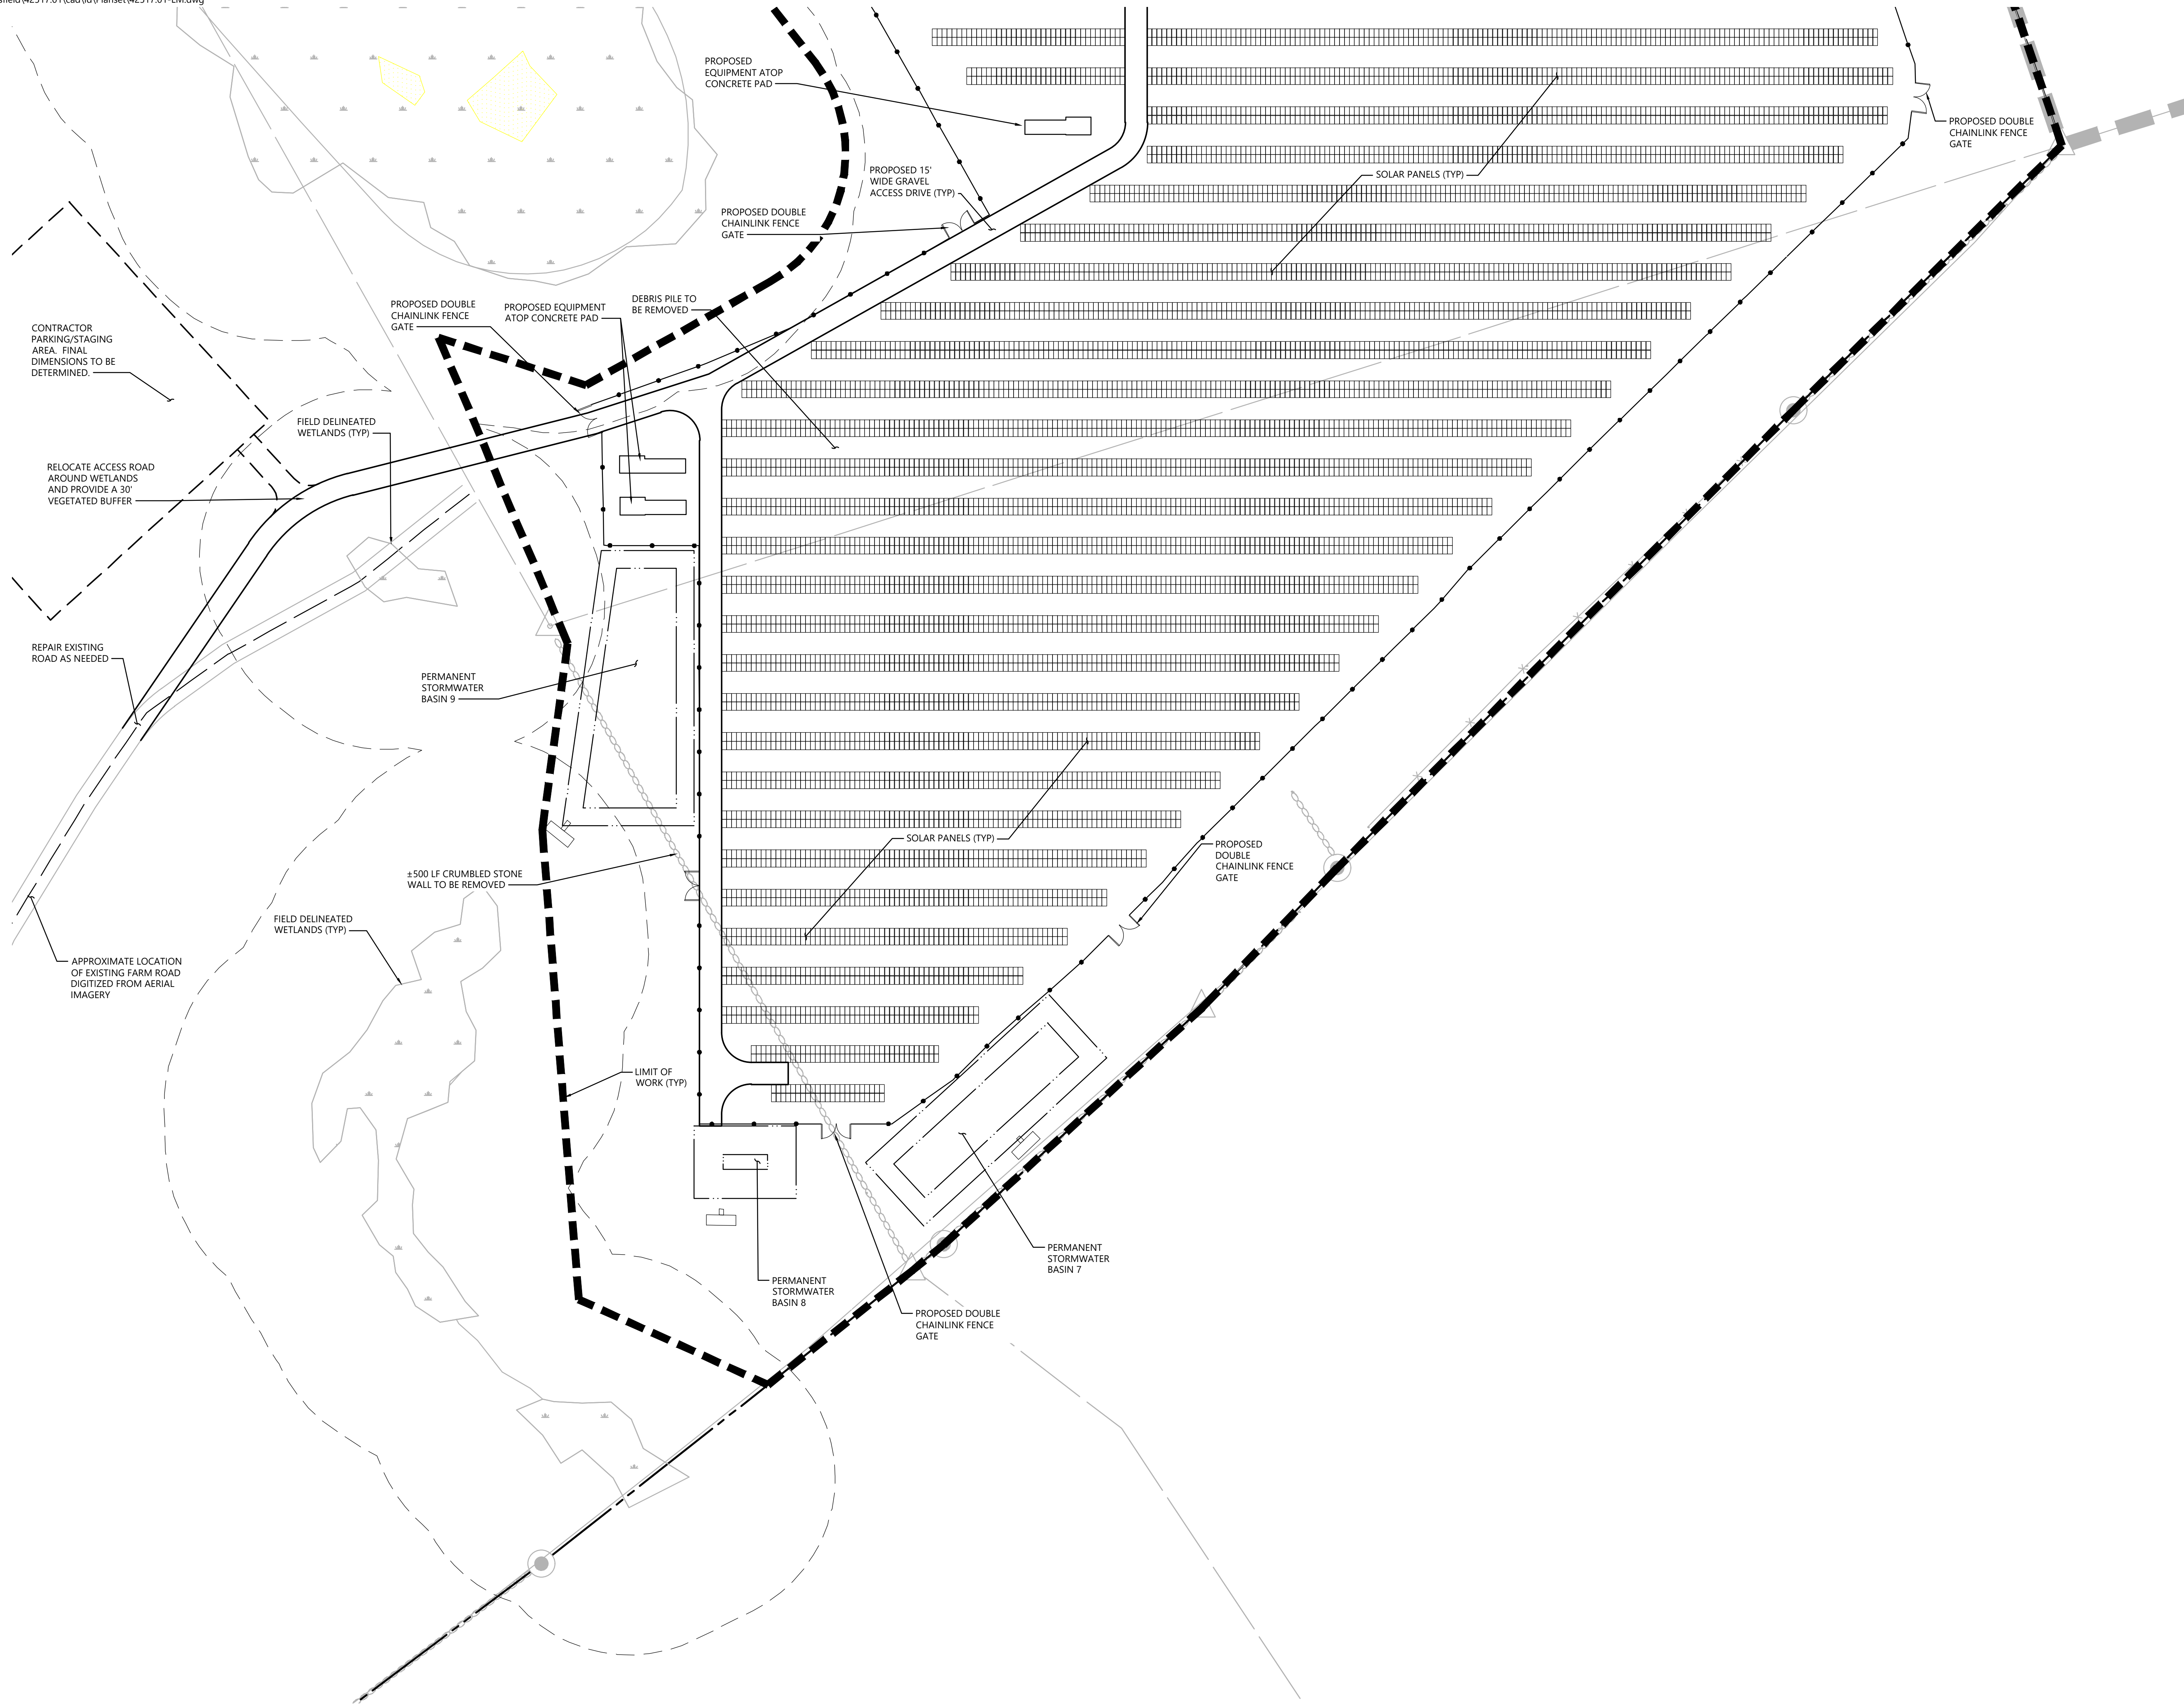 PROPOSED
EQUIPMENT ATOP
CONCRETE PAD
PROPOSED DOUBLE
CHAINLINK FENCE
GATE
PROPOSED 15'
WIDE GRAVEL
ACCESS DRIVE (TYP)
SOLAR PANELS (TYP)
PROPOSED DOUBLE
CHAINLINK FENCE
GATE
PROPOSED DOUBLE
CHAINLINK FENCE
GATE
PROPOSED EQUIPMENT
ATOP CONCRETE PAD
DEBRIS PILE TO
BE REMOVED
CONTRACTOR
PARKING/STAGING
AREA. FINAL
DIMENSIONS TO BE
DETERMINED.
FIELD DELINEATED
WETLANDS (TYP)
RELOCATE ACCESS ROAD
AROUND WETLANDS
AND PROVIDE A 30'
VEGETATED BUFFER
REPAIR EXISTING
ROAD AS NEEDED
PERMANENT
STORMWATER
BASIN 9
SOLAR PANELS (TYP)
PROPOSED
DOUBLE
CHAINLINK FENCE
GATE
±500 LF CRUMBLED STONE
WALL TO BE REMOVED
FIELD DELINEATED
WETLANDS (TYP)
APPROXIMATE LOCATION
OF EXISTING FARM ROAD
DIGITIZED FROM AERIAL
IMAGERY
LIMIT OF
WORK (TYP)
PERMANENT
STORMWATER
BASIN 7
PERMANENT
STORMWATER
BASIN 8
PROPOSED DOUBLE
CHAINLINK FENCE
GATE